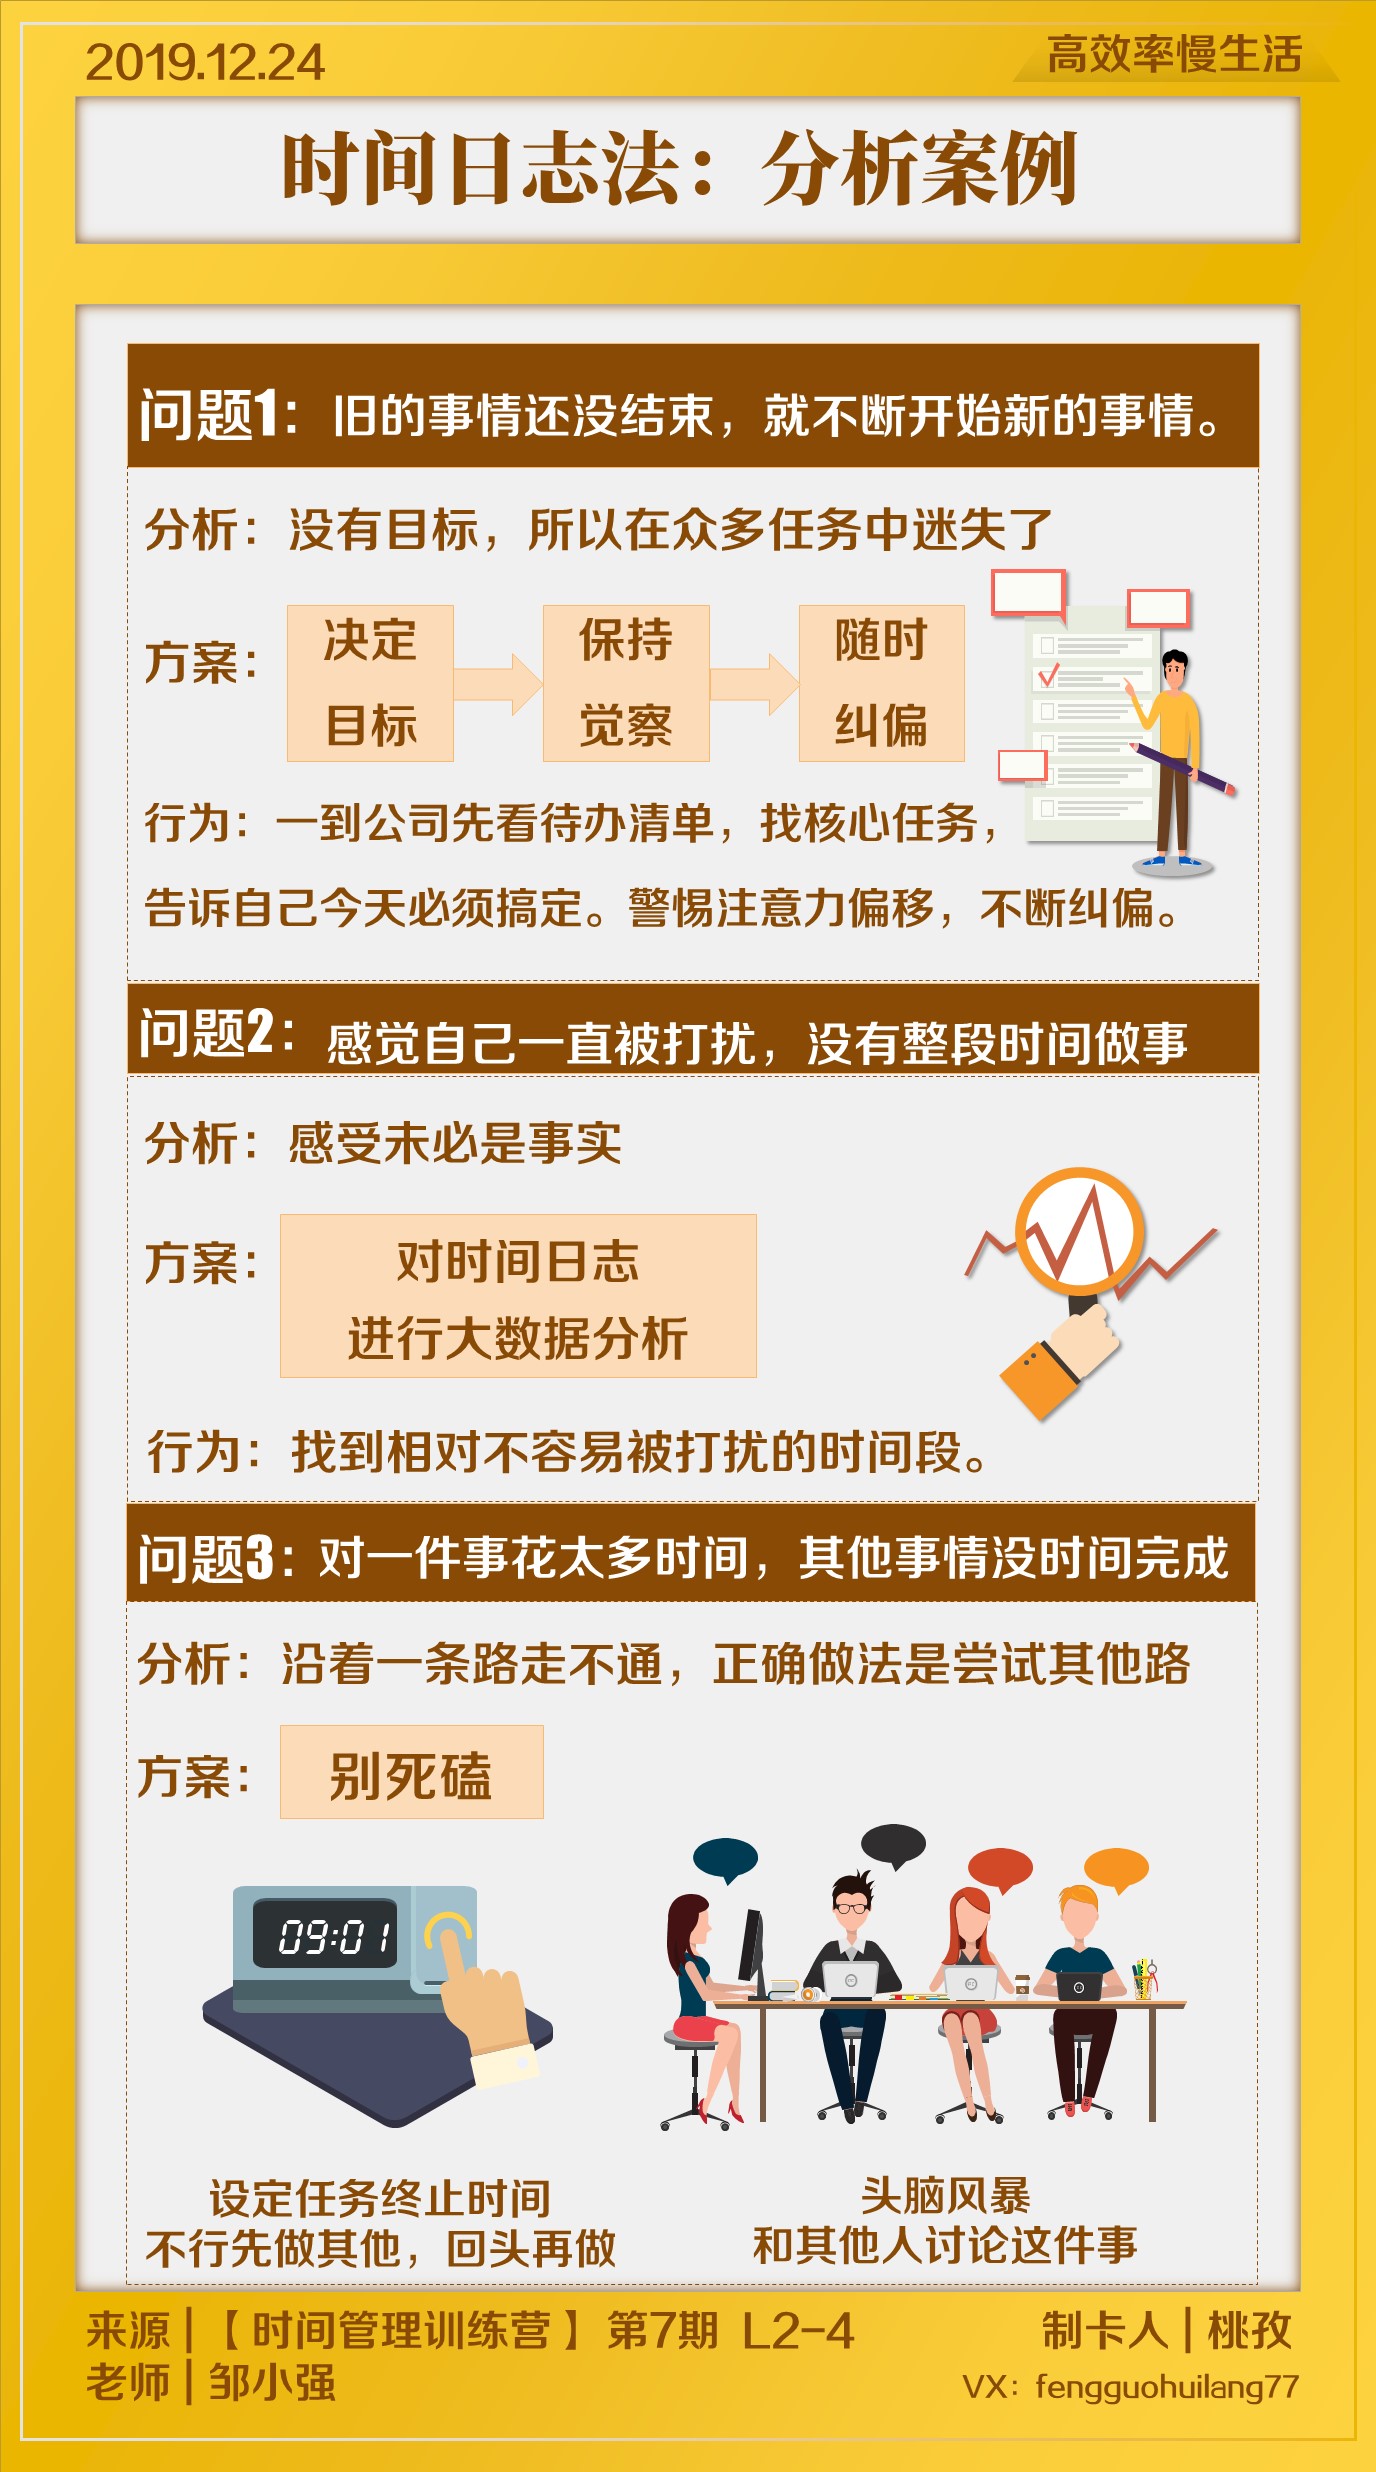 2019.12.24
高效率慢生活
时间日志法：分析案例
问题1：旧的事情还没结束，就不断开始新的事情。
分析：没有目标，所以在众多任务中迷失了
方案：
决定
目标
保持
觉察
随时
纠偏
行为：一到公司先看待办清单，找核心任务，
告诉自己今天必须搞定。警惕注意力偏移，不断纠偏。
问题2：感觉自己一直被打扰，没有整段时间做事
分析：感受未必是事实
方案：
对时间日志
进行大数据分析
行为：找到相对不容易被打扰的时间段。
问题3：对一件事花太多时间，其他事情没时间完成
分析：沿着一条路走不通，正确做法是尝试其他路
方案：
别死磕
09:01
设定任务终止时间
不行先做其他，回头再做
头脑风暴
和其他人讨论这件事
来源|【时间管理训练营】第7期 L2-4
老师|邹小强
制卡人|桃孜
VX：fengguohuilang77